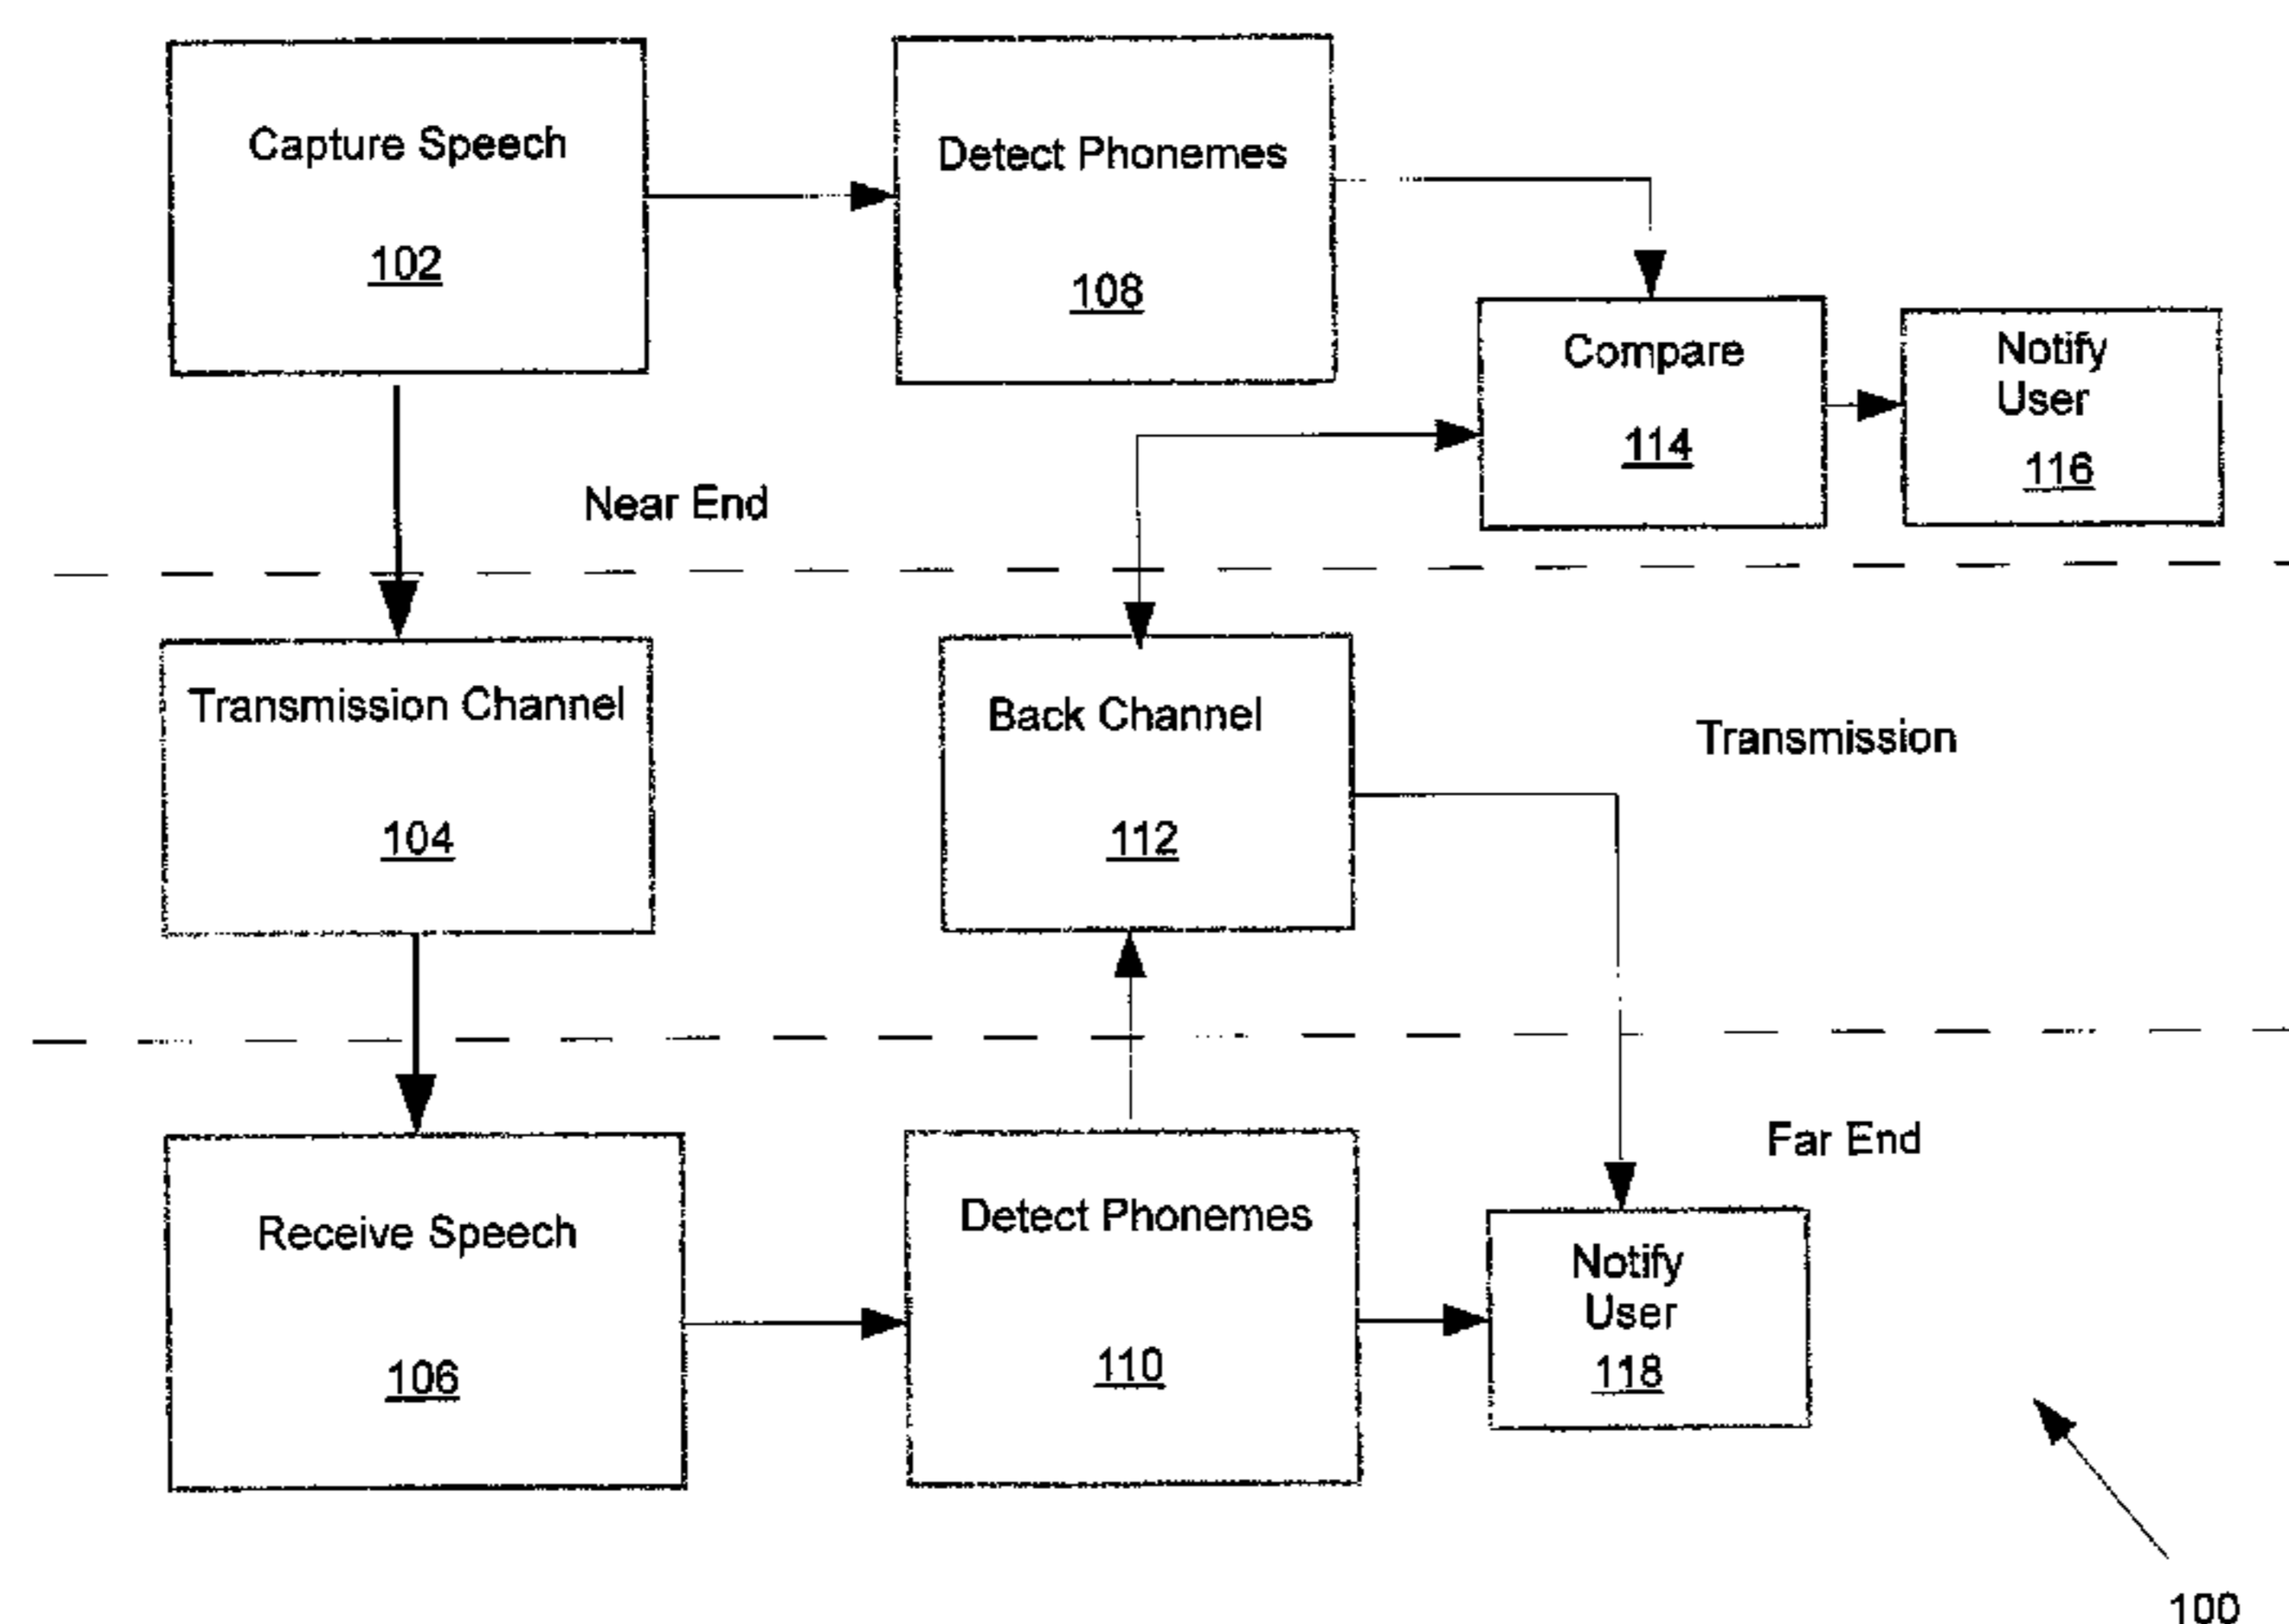 Capture Speech
102
Detect Phonemes
108
Compare
114
Notify
User
116
Near End
Transmission Channel
104
Back Channel
112
Transmission
Far End
Receive Speech
106
Detect Phonemes
110
Notify
User
118
100